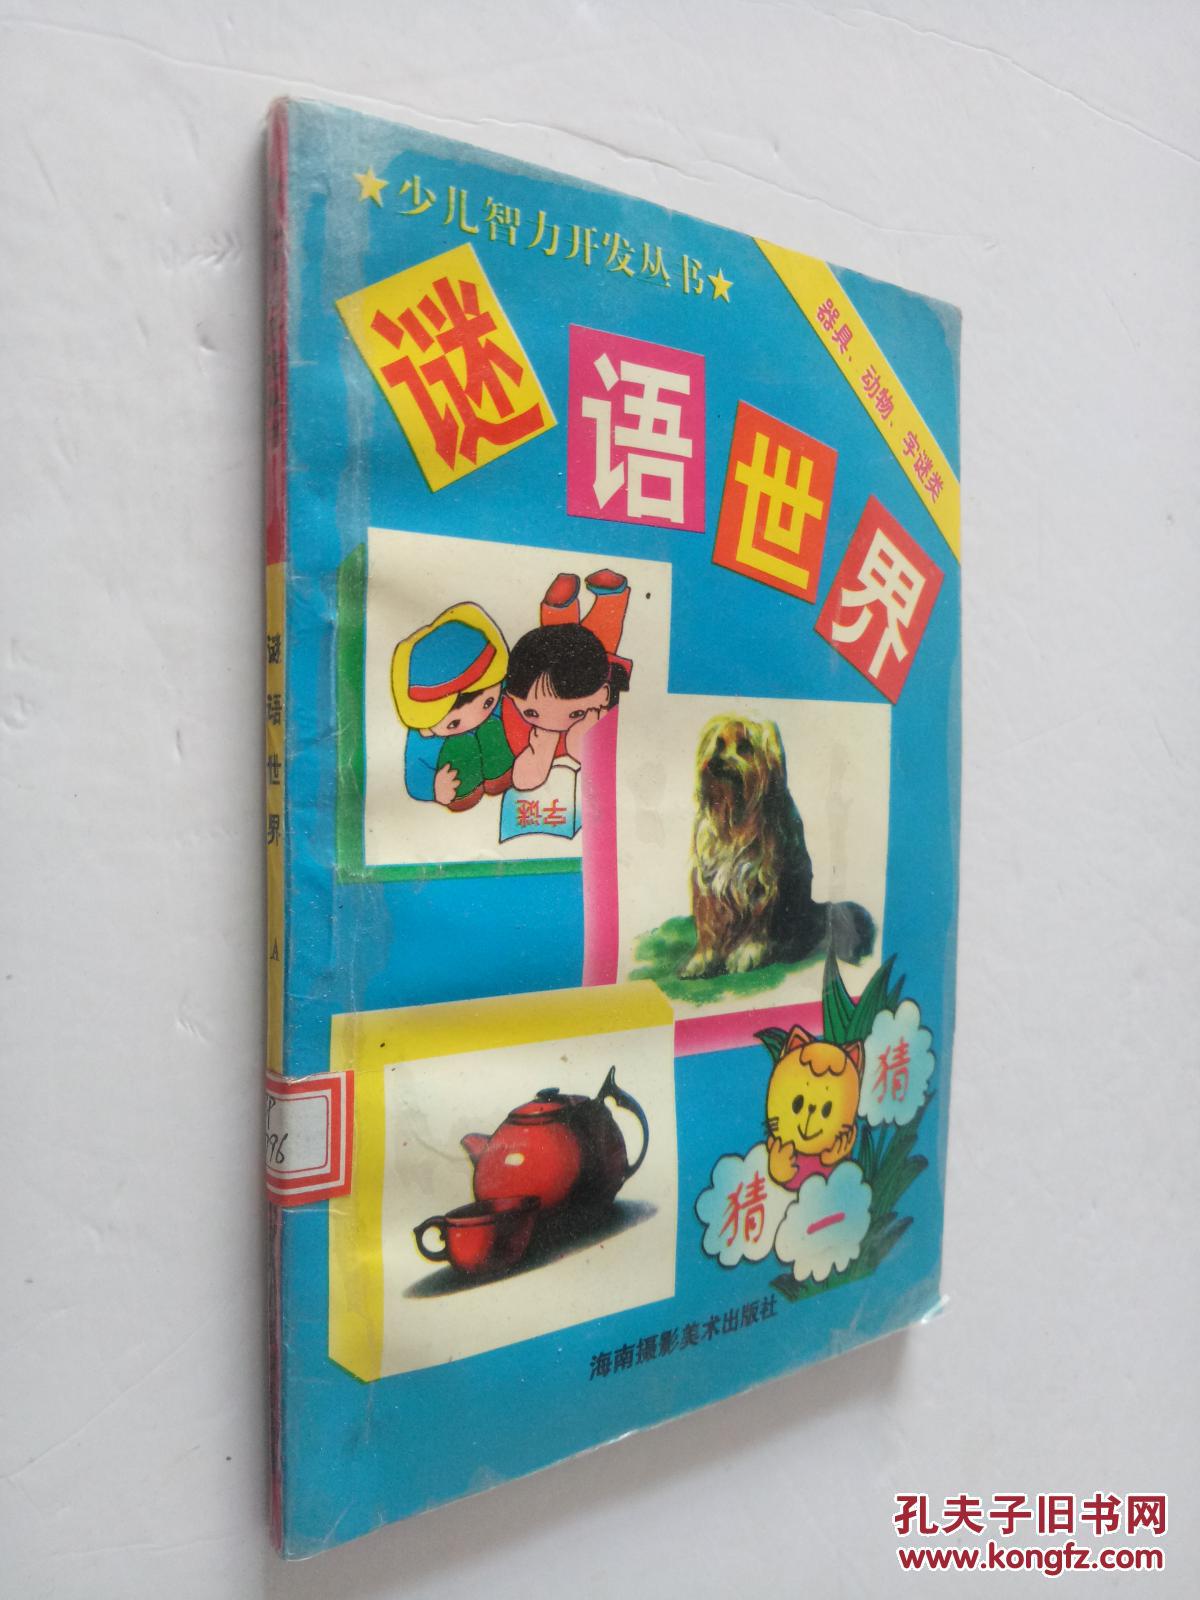 ★少儿智力开发丛书★
器具、动物、字谜类
谜语世界
字谜
猜
猜一
海南摄影美术出版社
谜语世界 A
996
孔夫子旧书网
www.kongfz.com